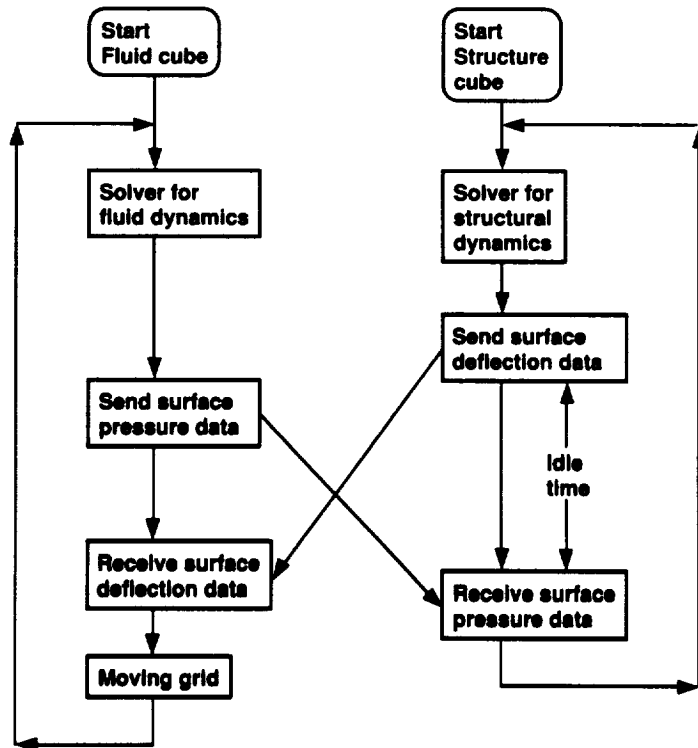 Start
Fluid cube
Start
Structure
cube
Solver for
fluid dynamics
Solver for
structural
dynamics
Send surface
deflection data
Send surface
pressure data
Idle
time
Receive surface
deflection data
Receive surface
pressure data
Moving grid